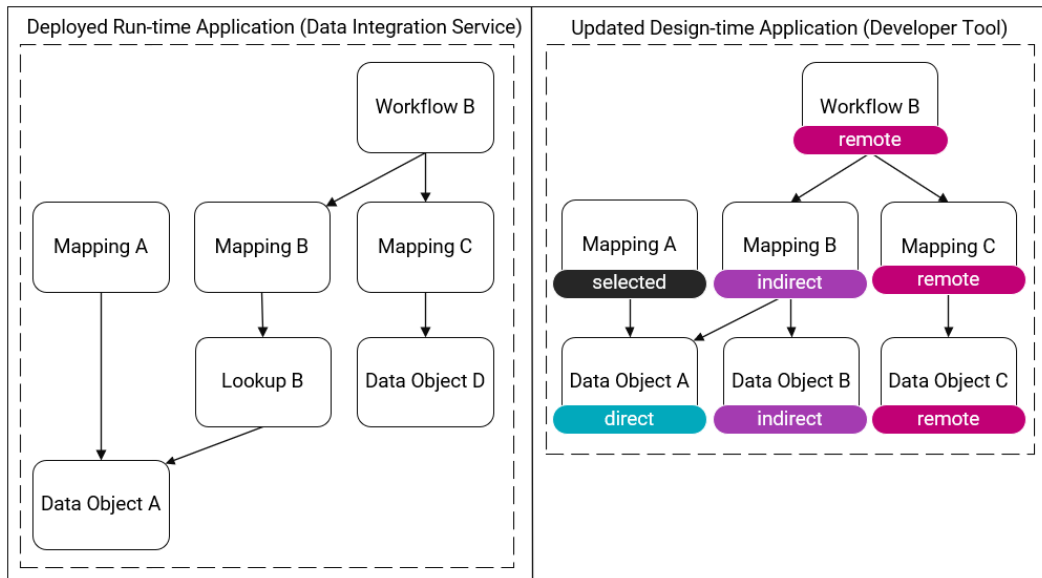 Deployed Run-time Application (Data Integration Service)
Workflow B
Mapping A
Mapping B
Mapping C
Lookup B
Data Object D
Data Object A
Updated Design-time Application (Developer Tool)
Workflow B
remote
Mapping A
selected
Mapping B
indirect
Mapping C
remote
Data Object A
direct
Data Object B
indirect
Data Object C
remote